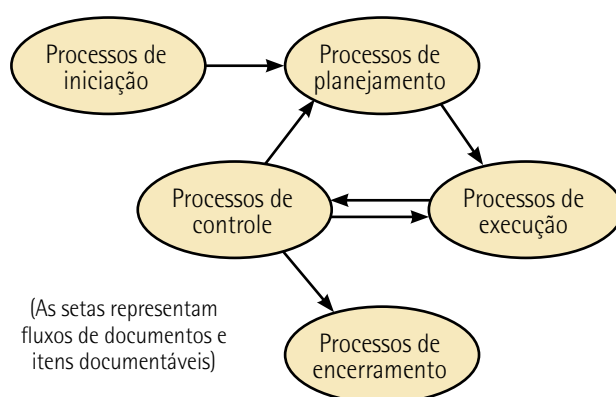 Processos de
iniciação
Processos de
planejamento
Processos de
controle
Processos de
execução
(As setas representam
fluxos de documentos e
itens documentáveis)
Processos de
encerramento